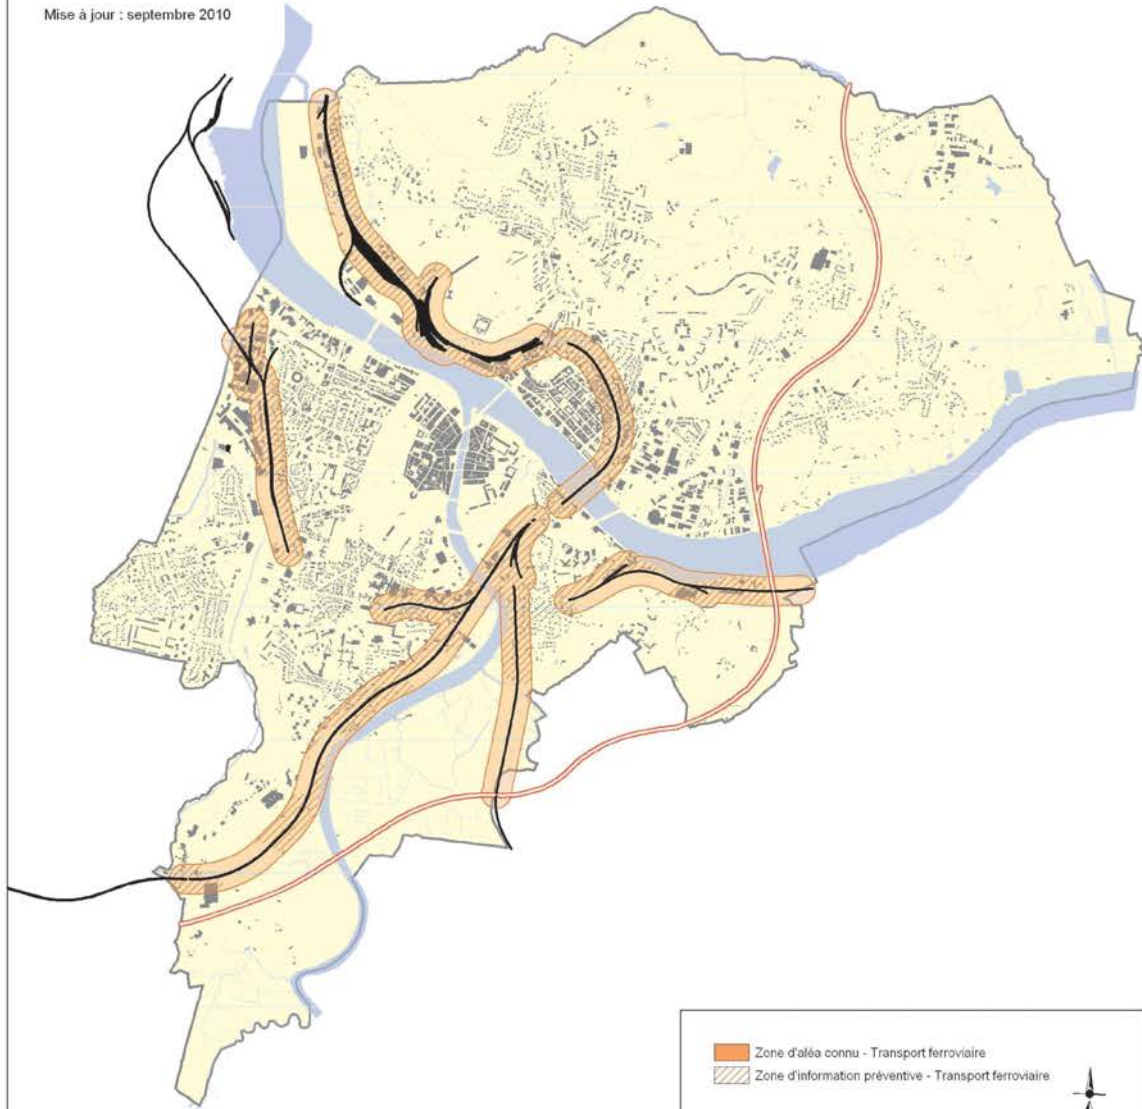 Mise à jour : septembre 2010
Zone d'aléa connu - Transport ferroviaire
Zone d'information préventive - Transport ferroviaire